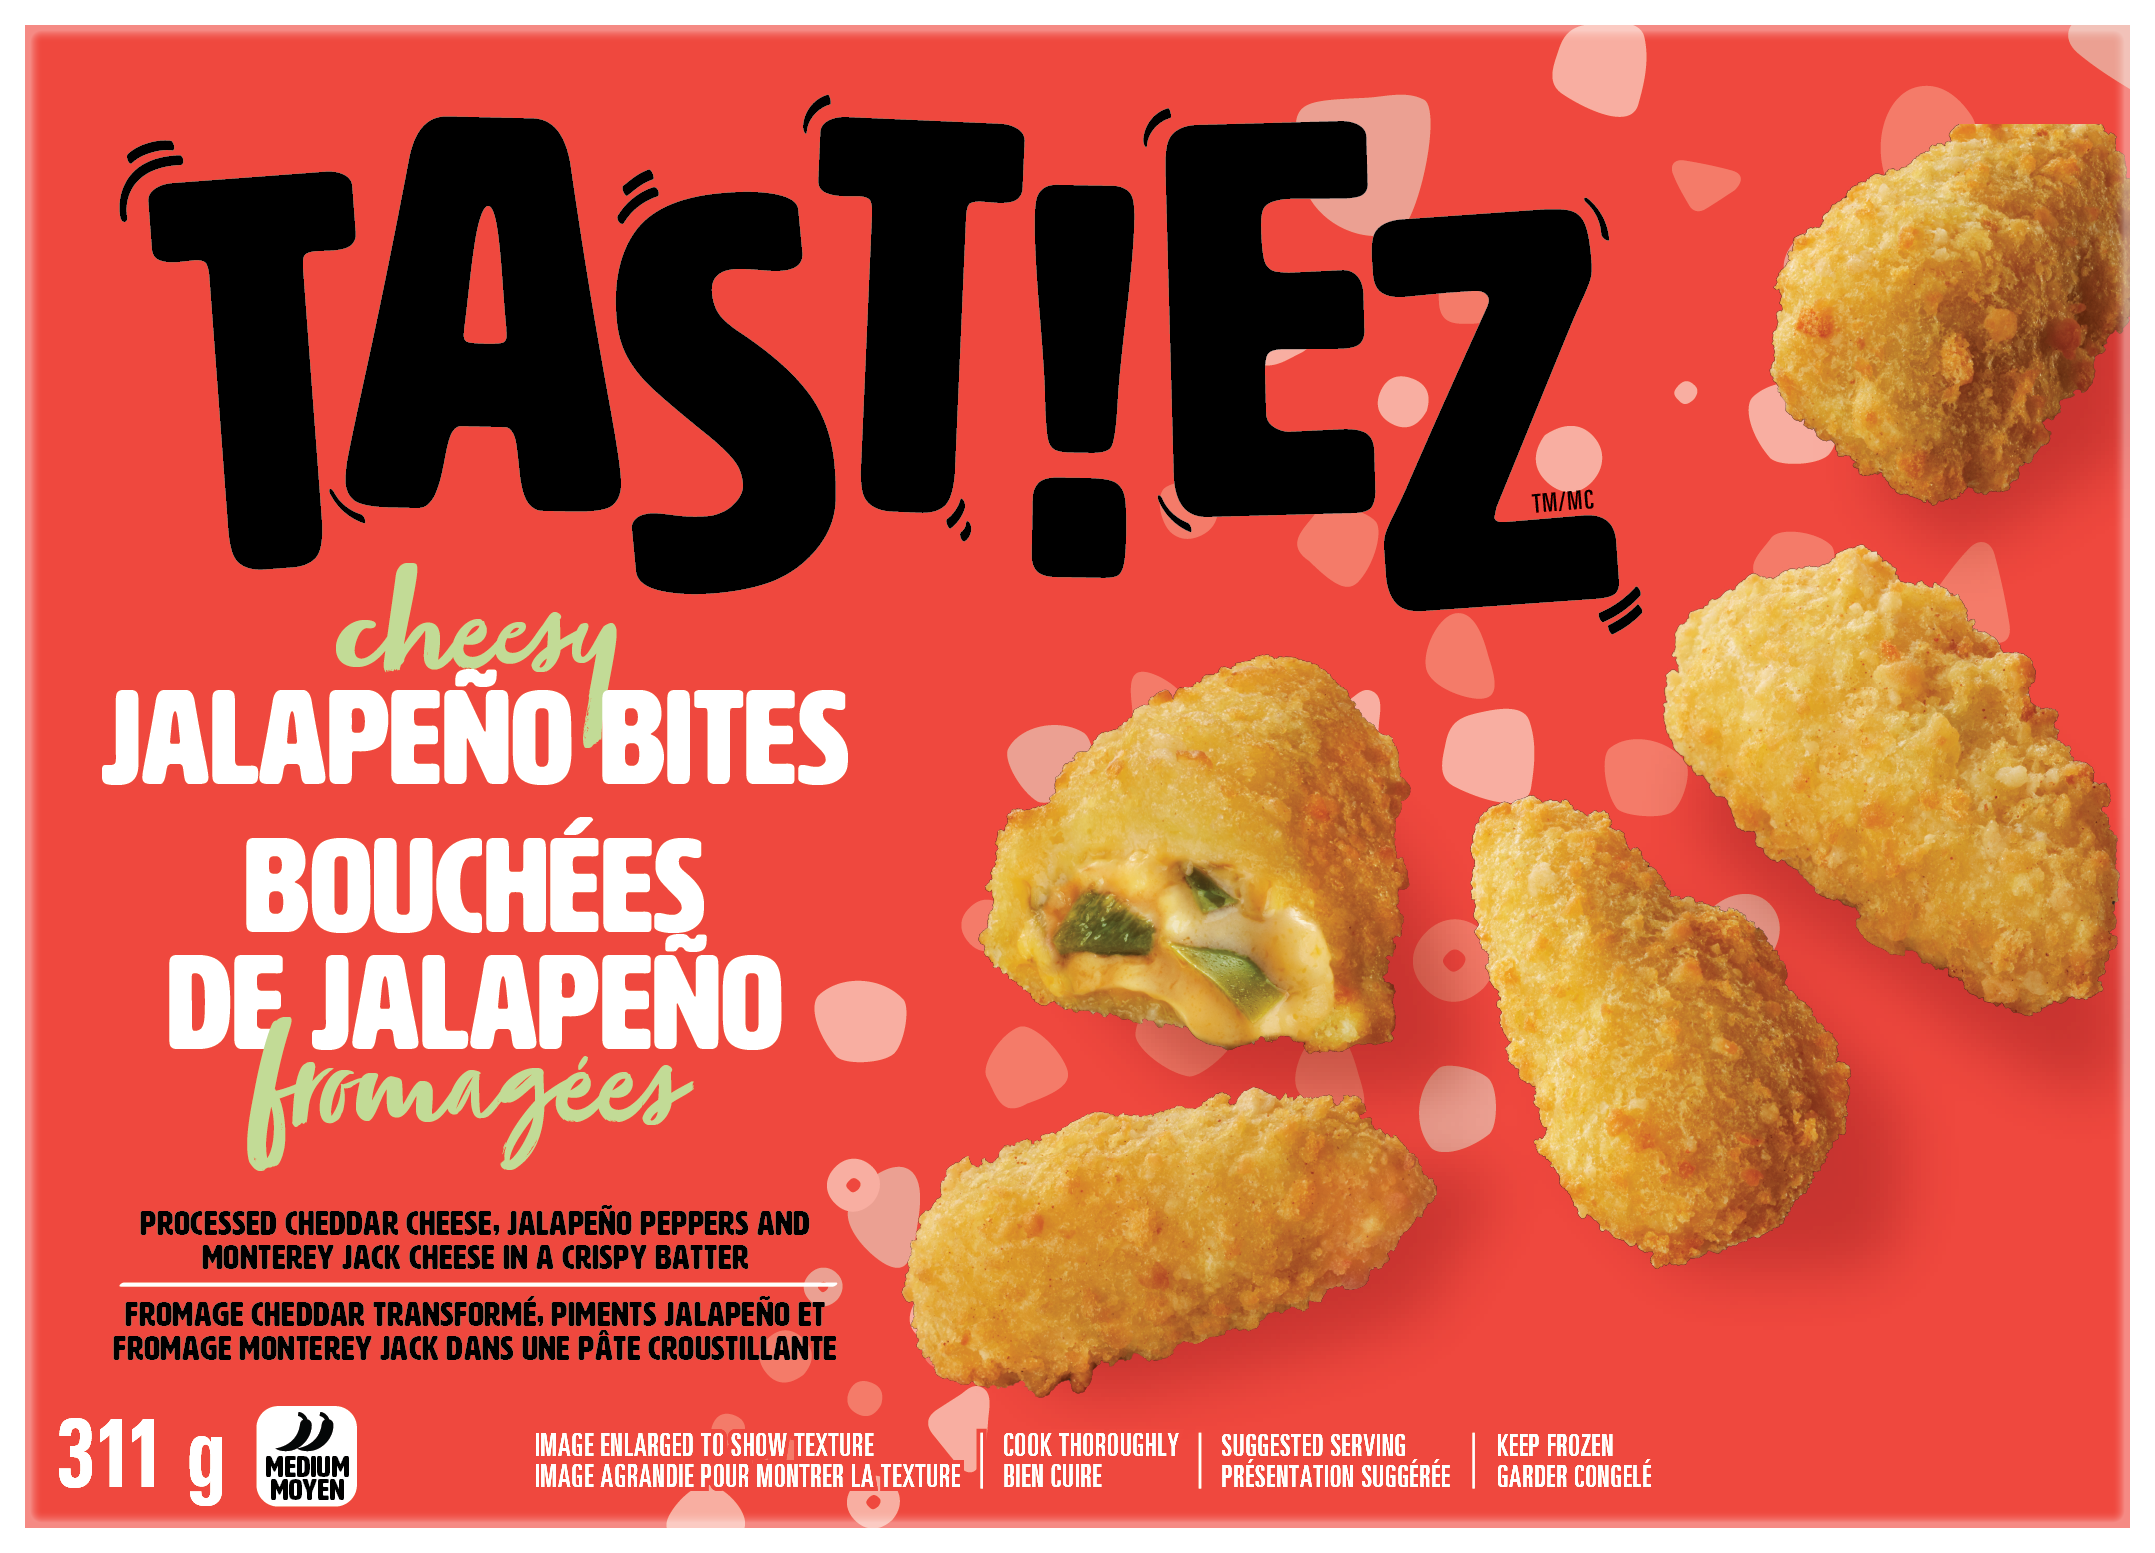 TAST!EZ
TM/MC
cheesy
JALAPEÑO BITES
BOUCHÉES
DE JALAPEÑO
fromagées
PROCESSED CHEDDAR CHEESE, JALAPEÑO PEPPERS AND
MONTEREY JACK CHEESE IN A CRISPY BATTER
FROMAGE CHEDDAR TRANSFORMÉ, PIMENTS JALAPEÑO ET
FROMAGE MONTEREY JACK DANS UNE PÂTE CROUSTILLANTE
311 g
MEDIUM
MOYEN
IMAGE ENLARGED TO SHOW TEXTURE
IMAGE AGRANDIE POUR MONTRER LA TEXTURE
COOK THOROUGHLY
BIEN CUIRE
SUGGESTED SERVING
PRÉSENTATION SUGGÉRÉE
KEEP FROZEN
GARDER CONGELÉ